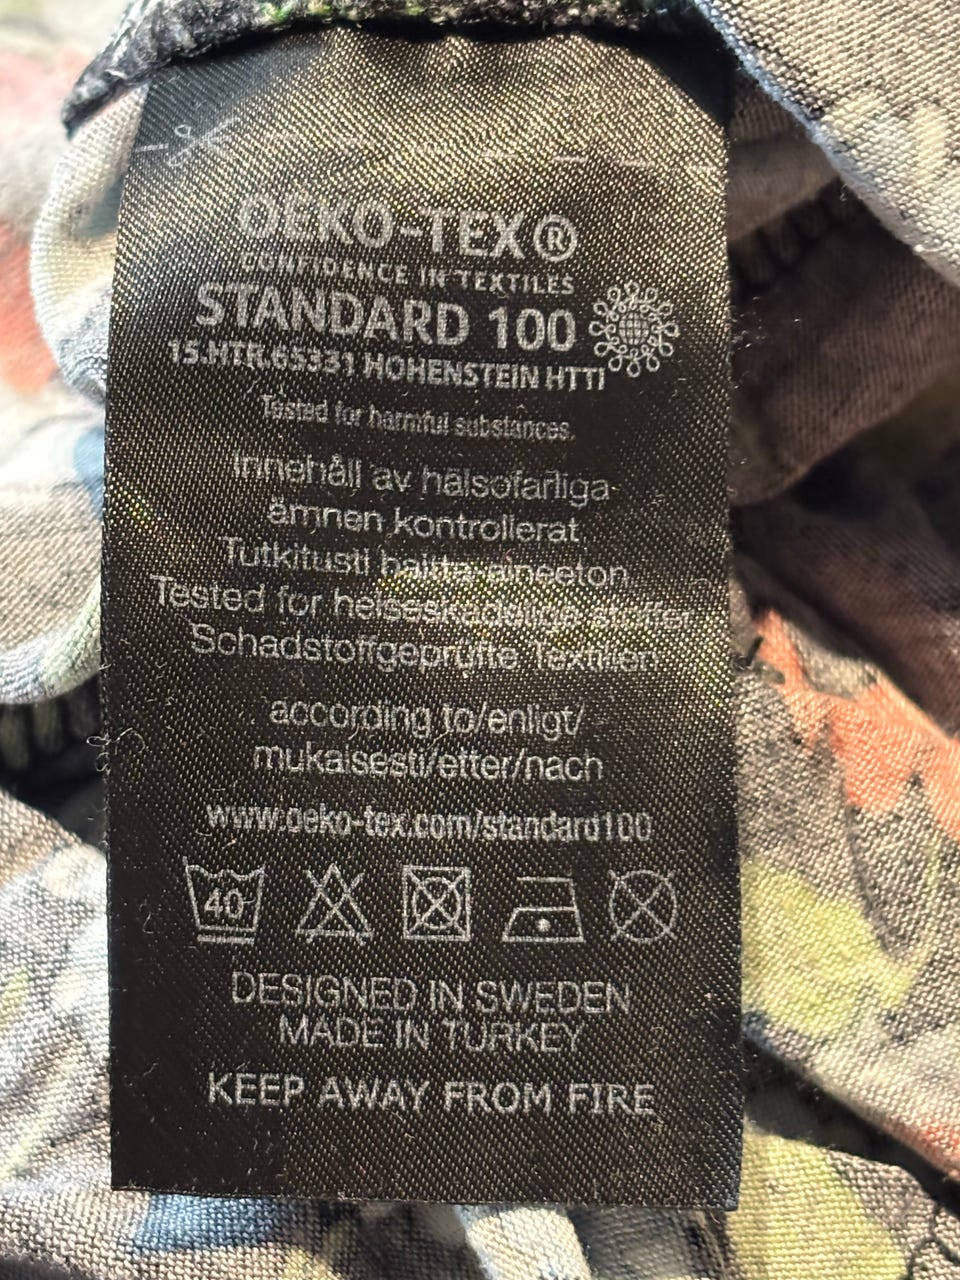 OEKO-TEX®
CONFIDENCE IN TEXTILES
STANDARD 100
15.HTR.65331 HOHENSTEIN HTTI
Tested for harmful substances.
Innehåll av hälsofarliga
ämnen kontrollerat
Tutkitusti haitta-aineeton
Tested for helseskadelige stoffer
Schadstoffgeprüfte Textilien
according to/enligt/
mukaisesti/etter/nach
www.oeko-tex.com/standard100
40
DESIGNED IN SWEDEN
MADE IN TURKEY
KEEP AWAY FROM FIRE